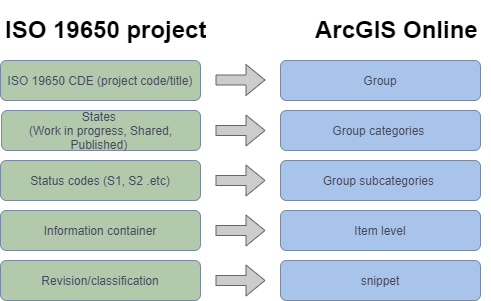 ISO 19650 project
ArcGIS Online
ISO 19650 CDE (project code/title)
Group
States
(Work in progress, Shared,
Published)
Group categories
Status codes (S1, S2 .etc)
Group subcategories
Information container
Item level
Revision/classification
snippet